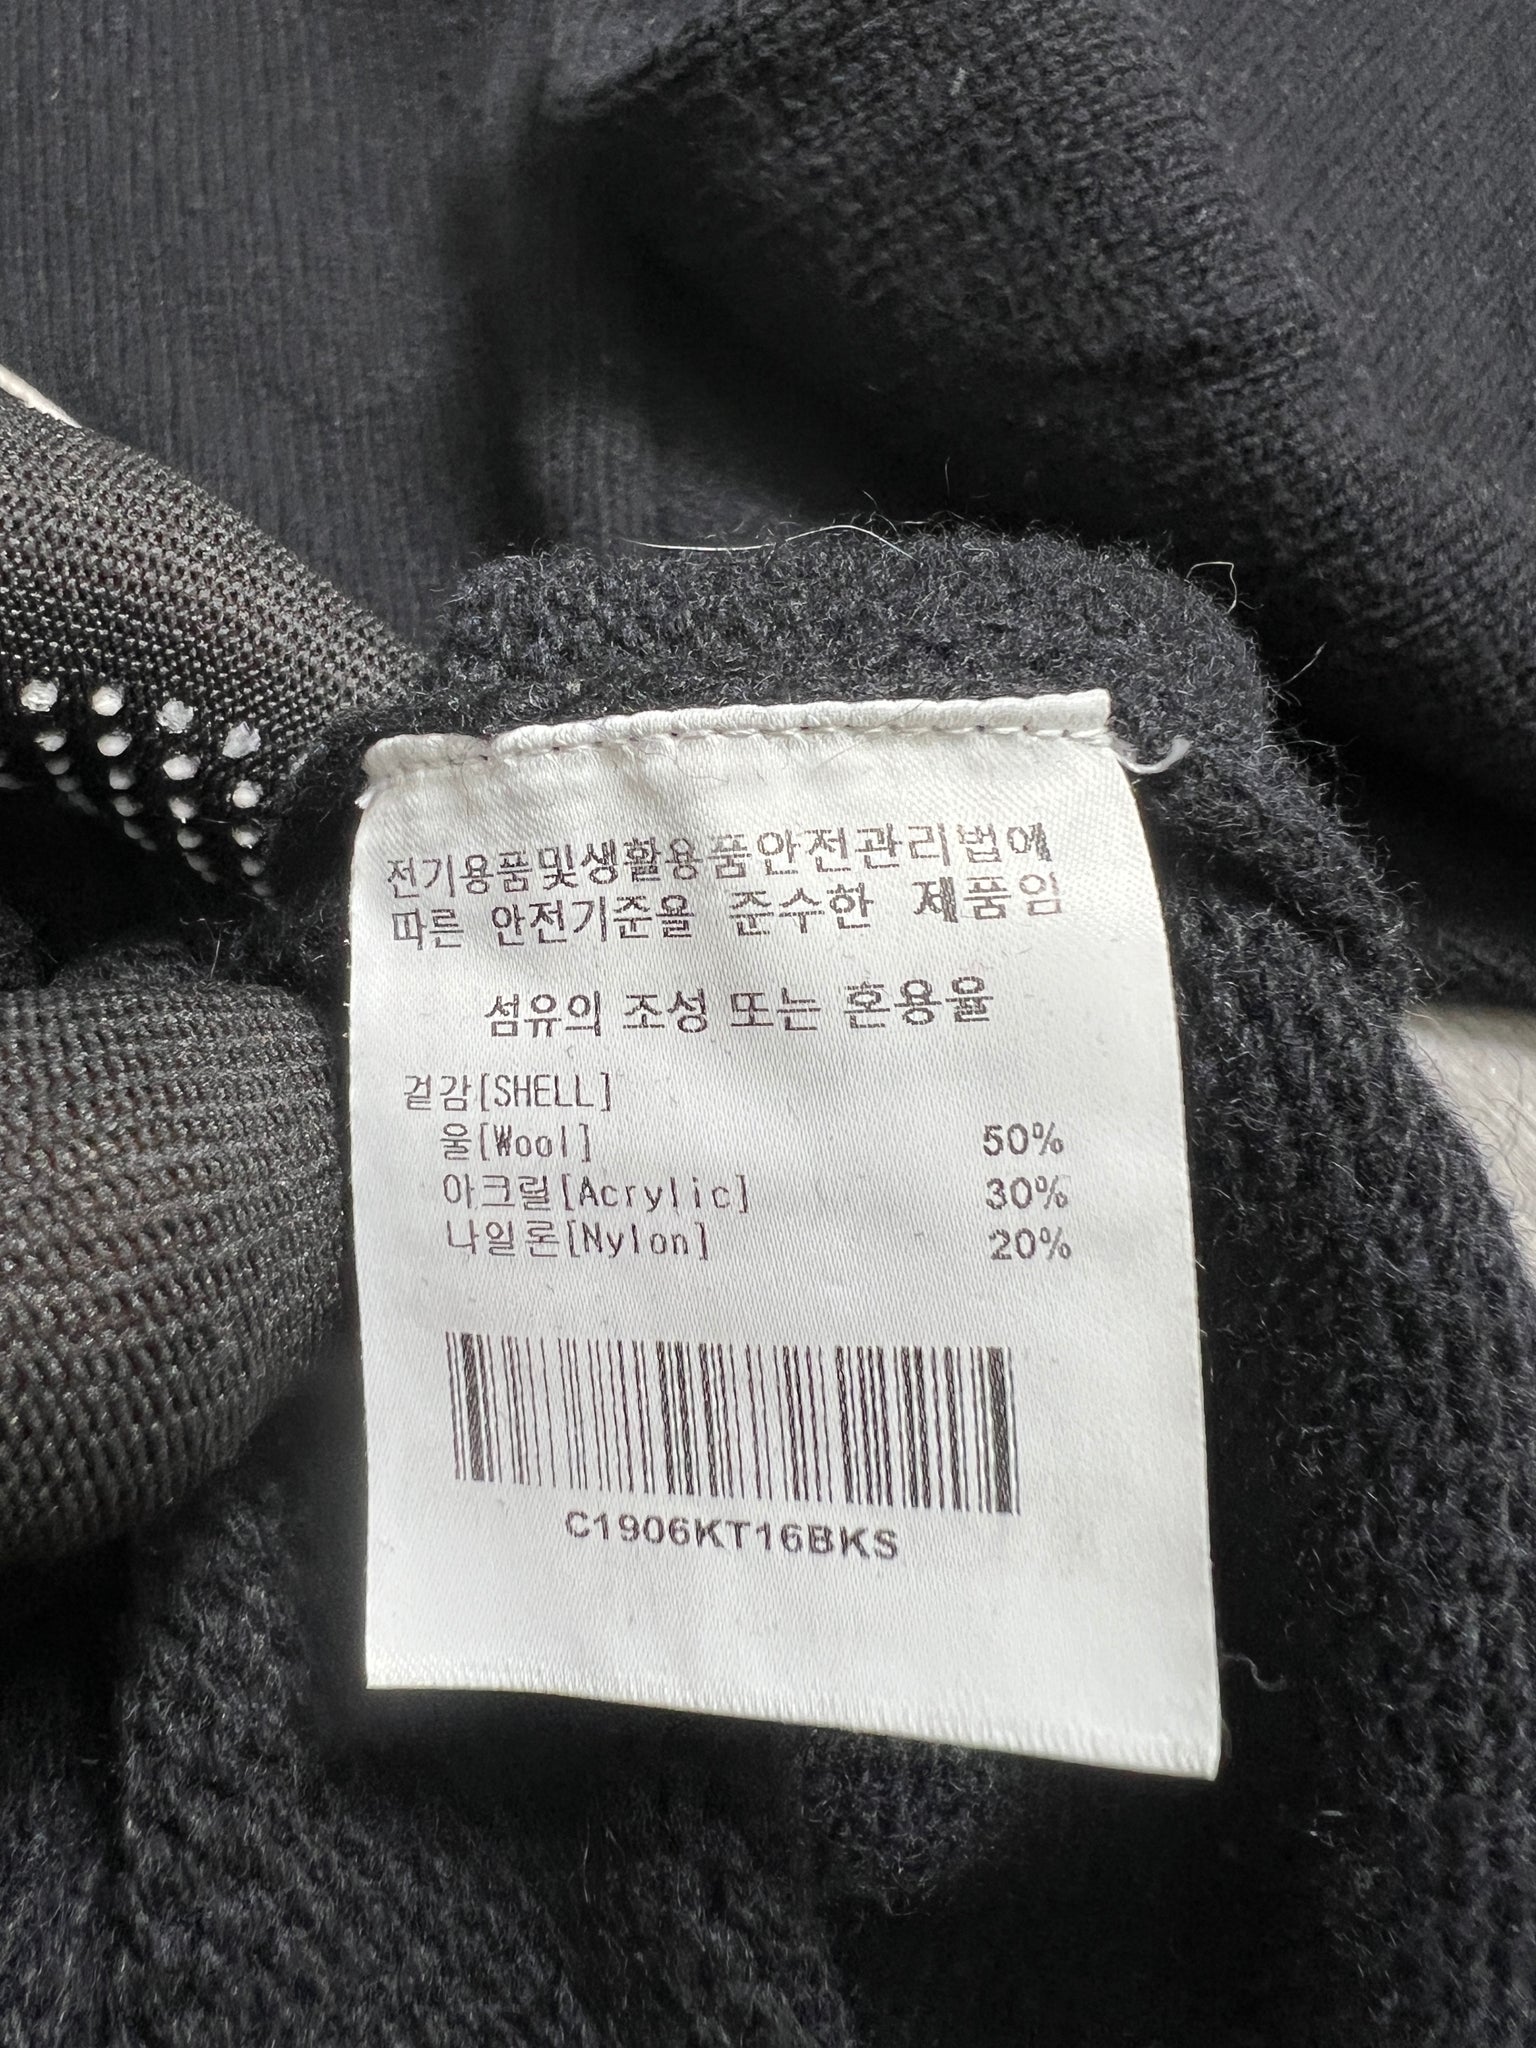 전기용품및생활용품안전관리법에
따른 안전기준을 준수한 제품임
섬유의 조성 또는 혼용율
겉감[SHELL]
울[Wool] 50%
아크릴[Acrylic] 30%
나일론[Nylon] 20%
C1906KT16BKS